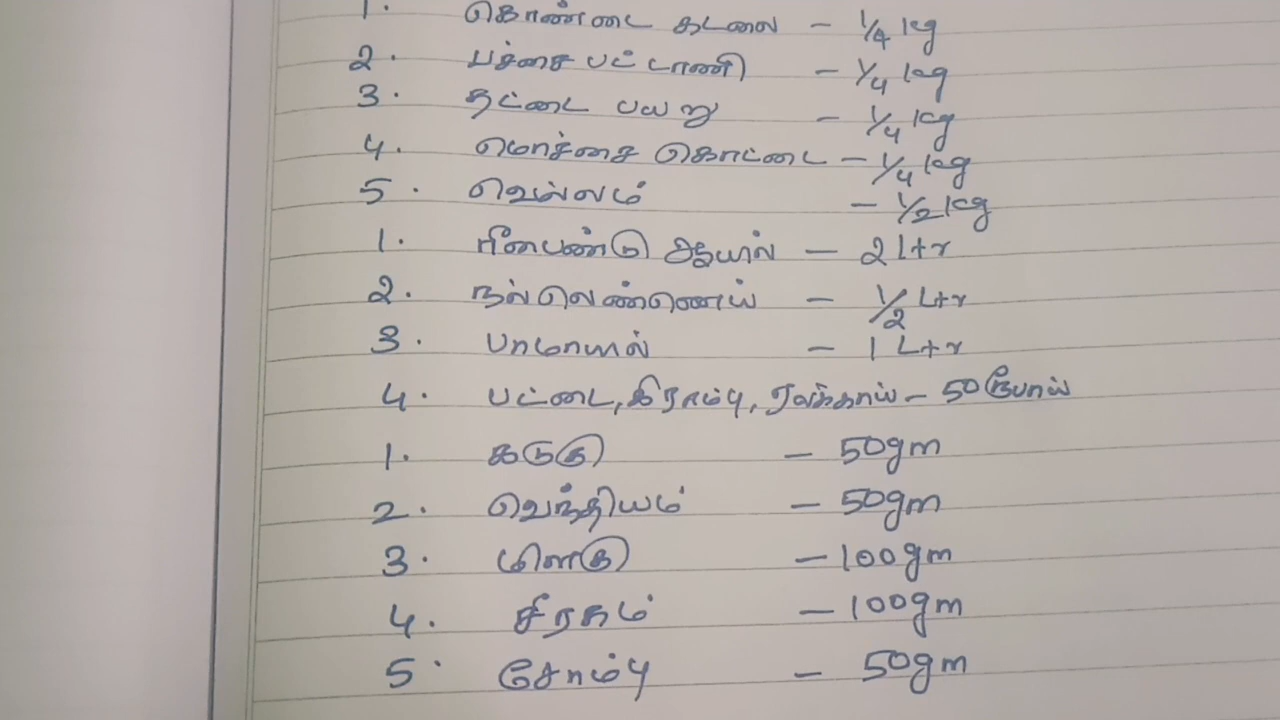 1. கொண்டை கடலை - 1/4 kg
2. பச்சை பட்டாணி - 1/4 kg
3. தட்டை பயறு - 1/4 kg
4. மொச்சை கொட்டை - 1/4 kg
5. வெல்லம் - 1/2 kg
1. ரீபைண்டு ஆயில் - 2 Ltr
2. நல்லெண்ணெய் - 1/2 Ltr
3. பாமாயில் - 1 Ltr
4. பட்டை, கிராம்பு, ஏலக்காய் - 50 ரூபாய்
1. கடுகு - 50gm
2. வெந்தியம் - 50gm
3. மிளகு - 100gm
4. சீரகம் - 100gm
5. சோம்பு - 50gm